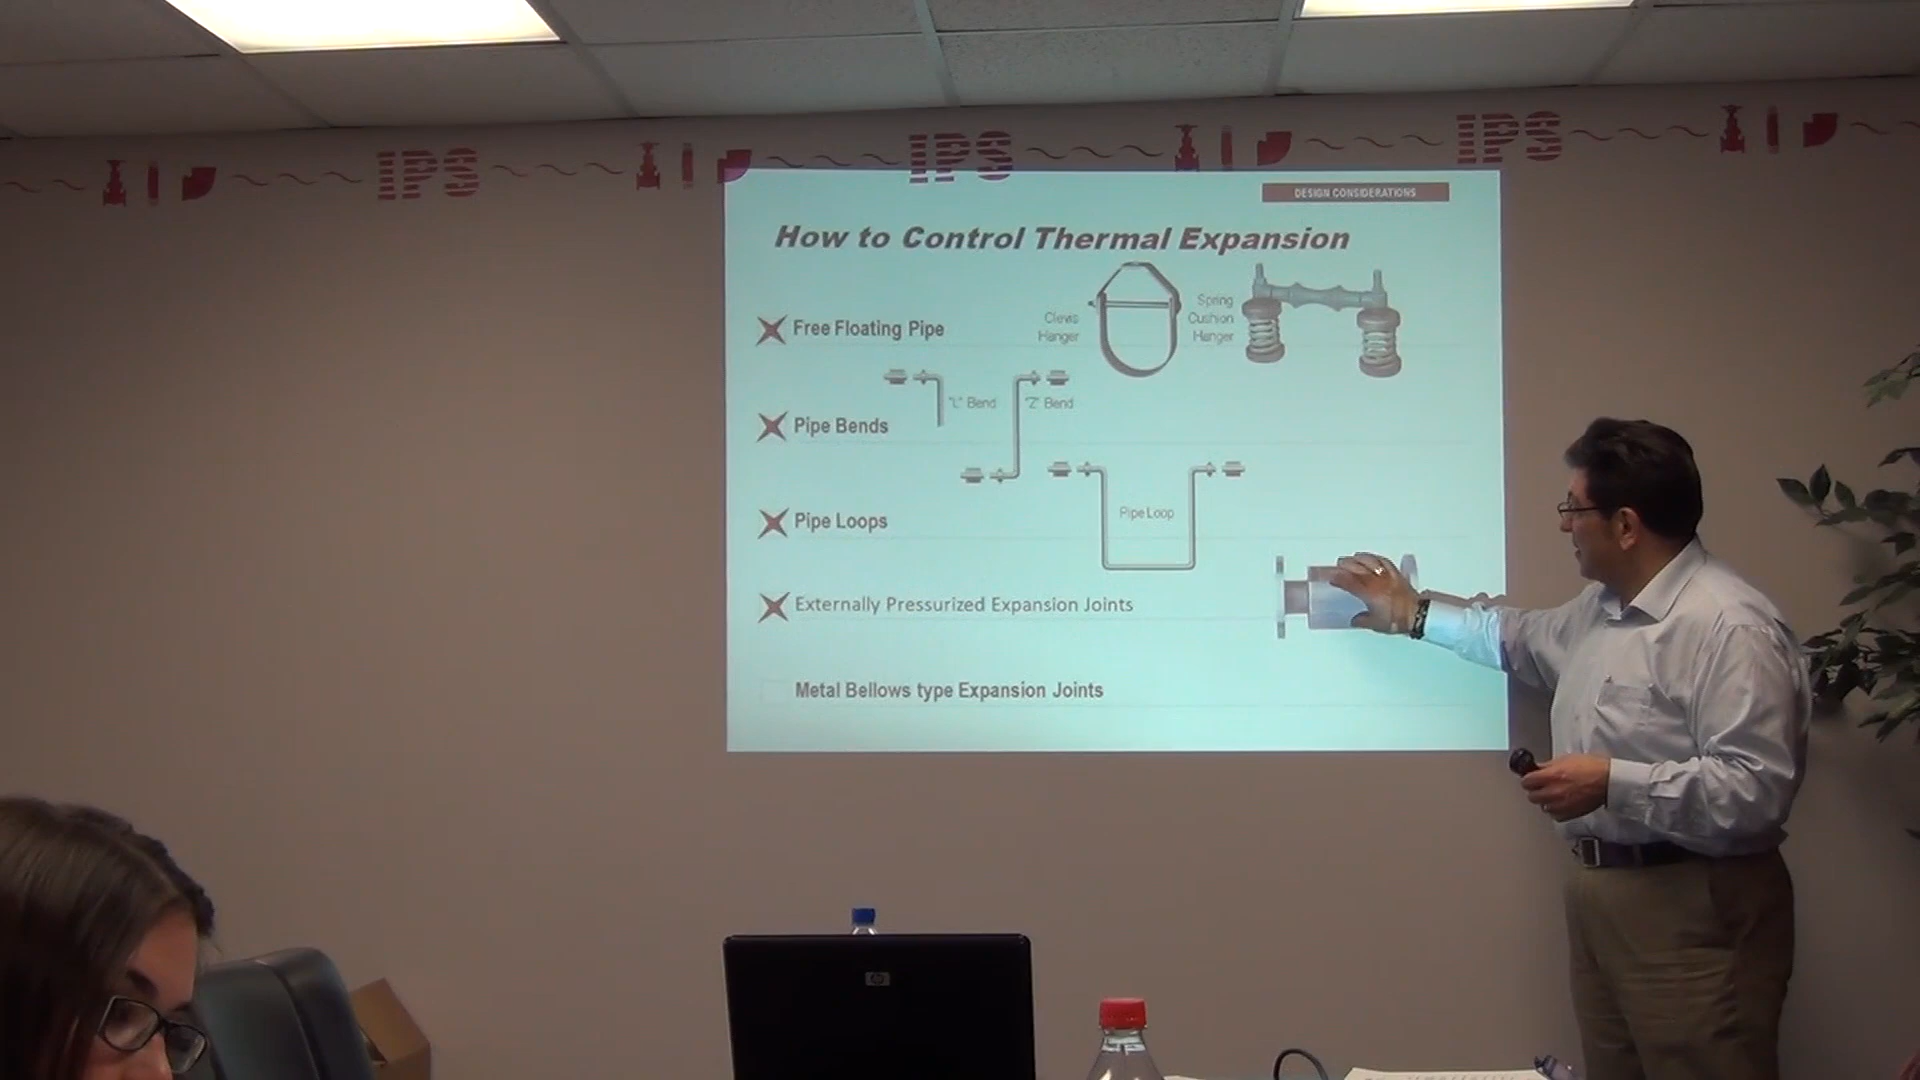 IPS
IPS
IPS
DESIGN CONSIDERATIONS
How to Control Thermal Expansion
Free Floating Pipe
Clevis
Hanger
Spring
Cushion
Hanger
"L" Bend
"Z" Bend
Pipe Bends
Pipe Loops
Pipe Loop
Externally Pressurized Expansion Joints
Metal Bellows type Expansion Joints
hp